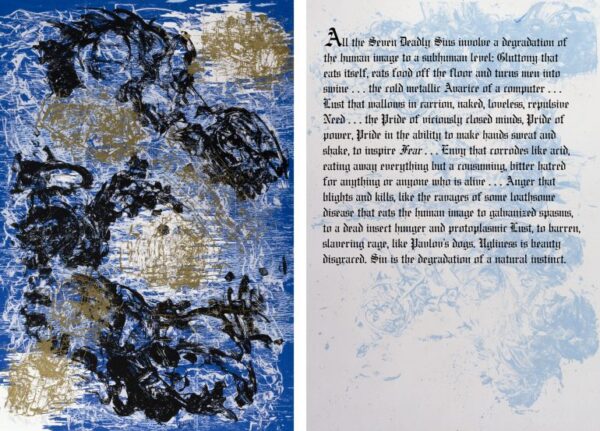 All the Seven Deadly Sins involve a degradation of
the human image to a subhuman level: Gluttony that
eats itself, eats food off the floor and turns men into
swine . . . the cold metallic Avarice of a computer . . .
Lust that wallows in carrion, naked, loveless, repulsive
Need . . . the Pride of viciously closed minds, Pride of
power, Pride in the ability to make hands sweat and
shake, to inspire Fear . . . Envy that corrodes like acid,
eating away everything but a consuming, bitter hatred
for anything or anyone who is alive . . . Anger that
blights and kills, like the ravages of some loathsome
disease that eats the human image to galvanized spasms,
to a dead insect hunger and protoplasmic Lust, to barren,
slavering rage, like Pavlov's dogs. Ugliness is beauty
disgraced. Sin is the degradation of a natural instinct.